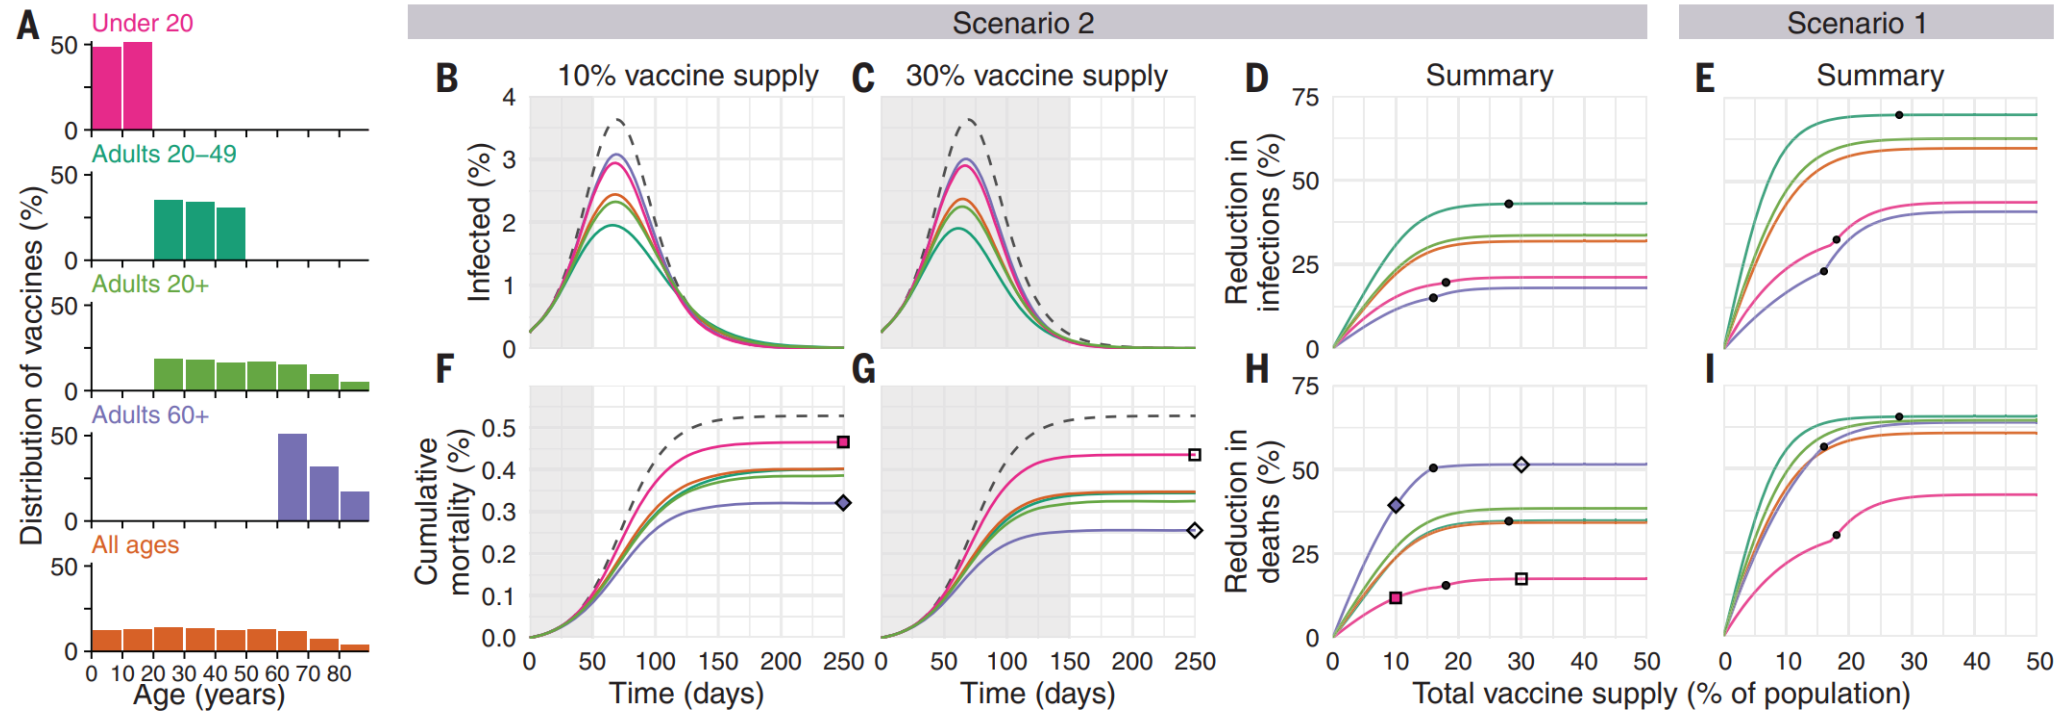 Scenario 2
Scenario 1
A
Under 20
50
0
Adults 20–49
50
0
Adults 20+
50
0
Adults 60+
50
0
All ages
50
0
0 10 20 30 40 50 60 70 80
Age (years)
Distribution of vaccines (%)
B
10% vaccine supply
4
3
2
1
0
Infected (%)
C
30% vaccine supply
D
Summary
75
50
25
0
Reduction in
infections (%)
E
Summary
F
0.5
0.4
0.3
0.2
0.1
0.0
Cumulative
mortality (%)
0 50 100 150 200 250
Time (days)
G
0 50 100 150 200 250
Time (days)
H
75
50
25
0
Reduction in
deaths (%)
0 10 20 30 40 50
I
0 10 20 30 40 50
Total vaccine supply (% of population)